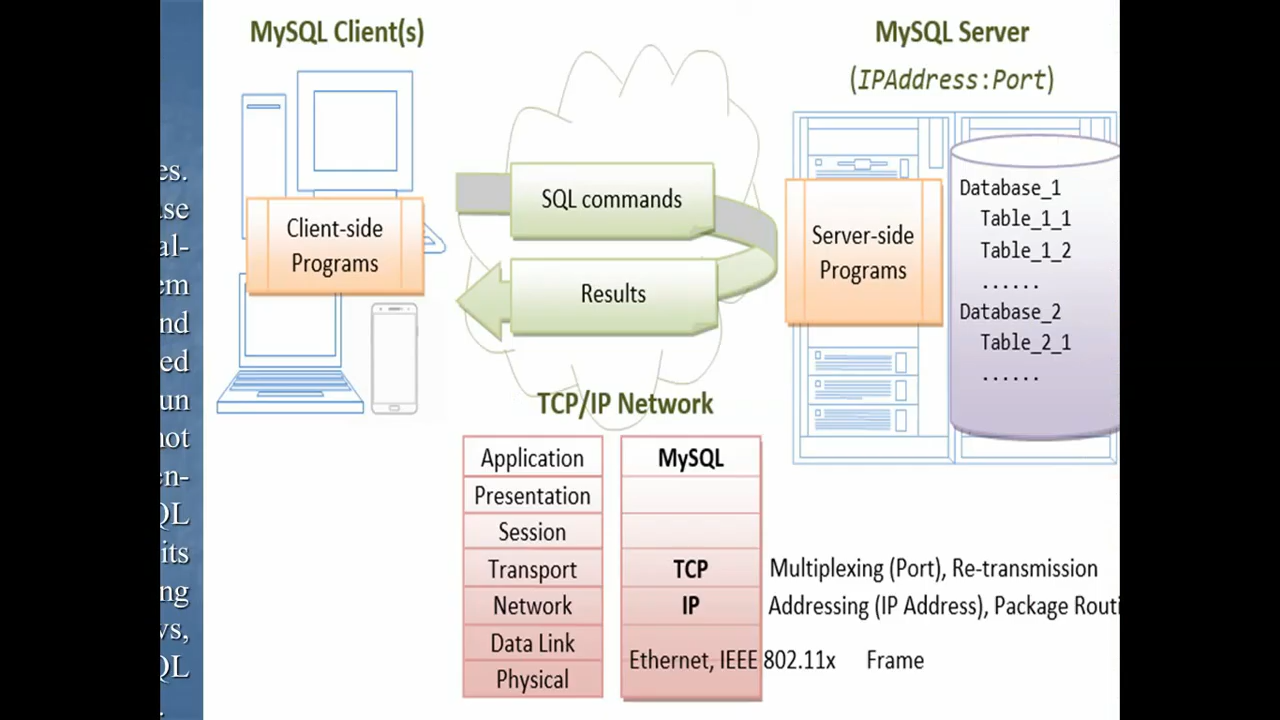 MySQL Client(s)
MySQL Server
(IPAddress:Port)
Client-side
Programs
SQL commands
Results
Server-side
Programs
Database_1
Table_1_1
Table_1_2
......
Database_2
Table_2_1
......
TCP/IP Network
Application
MySQL
Presentation
Session
Transport
TCP
Multiplexing (Port), Re-transmission
Network
IP
Addressing (IP Address), Package Routi
Data Link
Physical
Ethernet, IEEE 802.11x
Frame